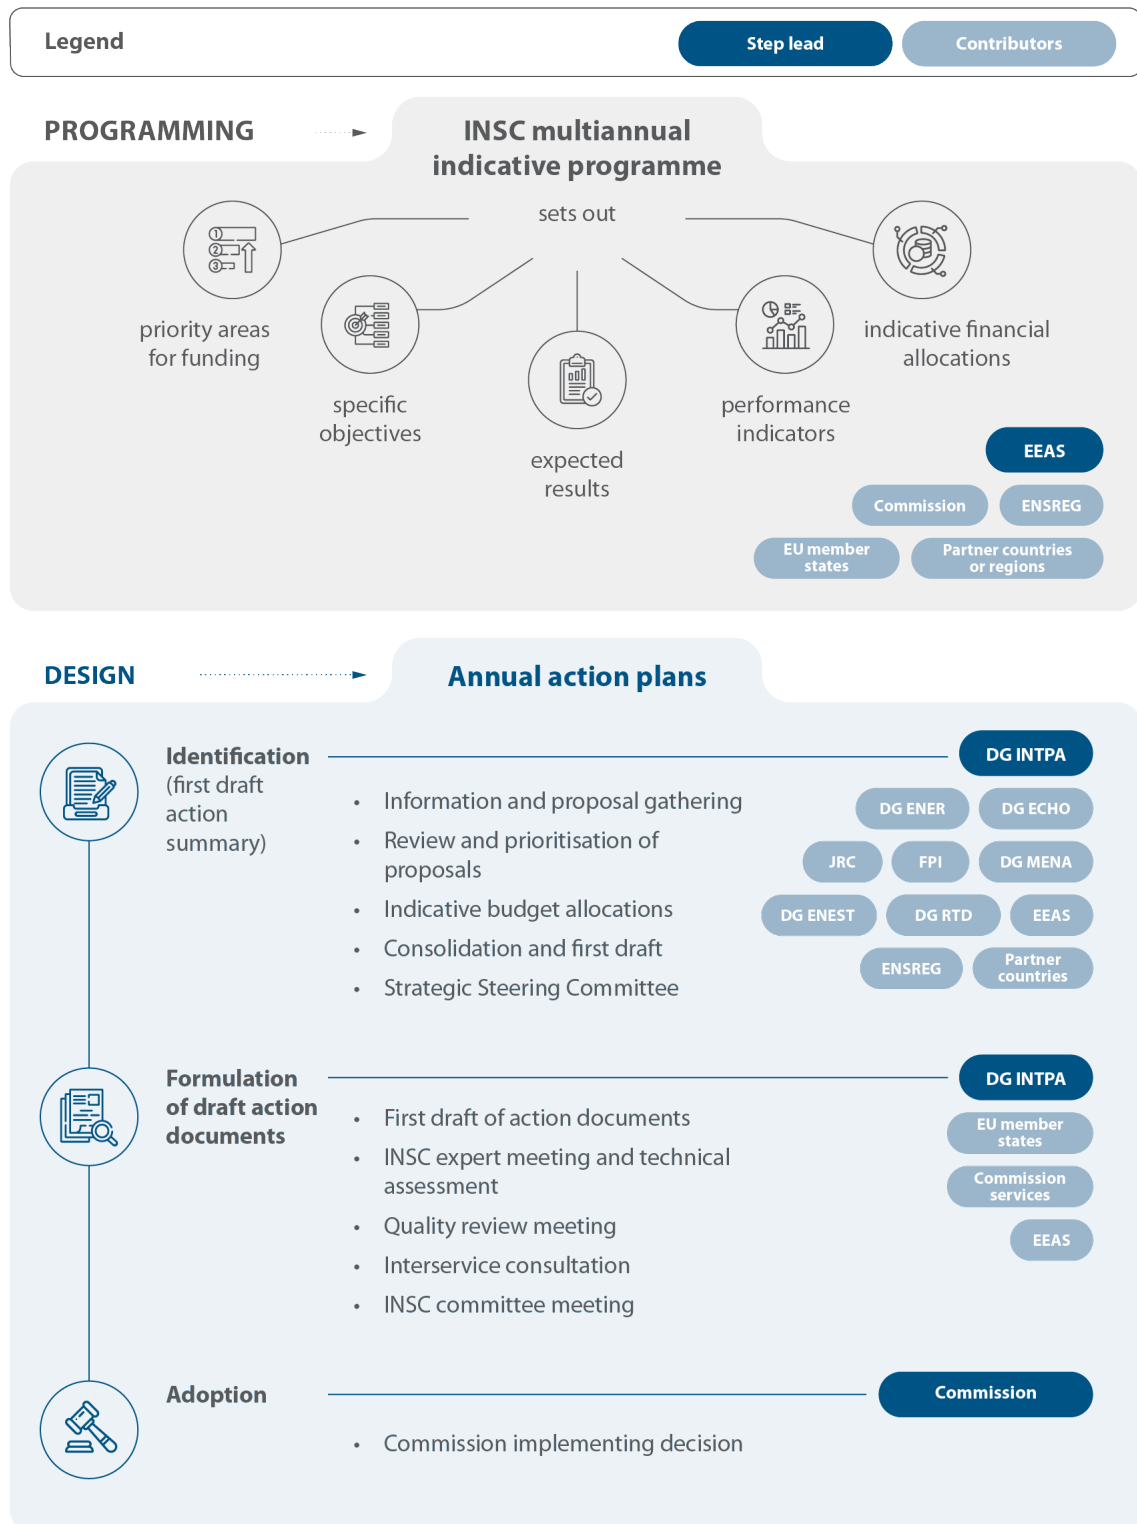 Legend
Step lead
Contributors
PROGRAMMING
INSC multiannual
indicative programme
sets out
1
2
3
priority areas
for funding
specific
objectives
expected
results
performance
indicators
indicative financial
allocations
EEAS
Commission
ENSREG
EU member
states
Partner countries
or regions
DESIGN
Annual action plans
Identification
(first draft
action
summary)
• Information and proposal gathering
• Review and prioritisation of
proposals
• Indicative budget allocations
• Consolidation and first draft
• Strategic Steering Committee
DG INTPA
DG ENER
DG ECHO
JRC
FPI
DG MENA
DG ENEST
DG RTD
EEAS
ENSREG
Partner
countries
Formulation
of draft action
documents
• First draft of action documents
• INSC expert meeting and technical
assessment
• Quality review meeting
• Interservice consultation
• INSC committee meeting
DG INTPA
EU member
states
Commission
services
EEAS
Adoption
• Commission implementing decision
Commission